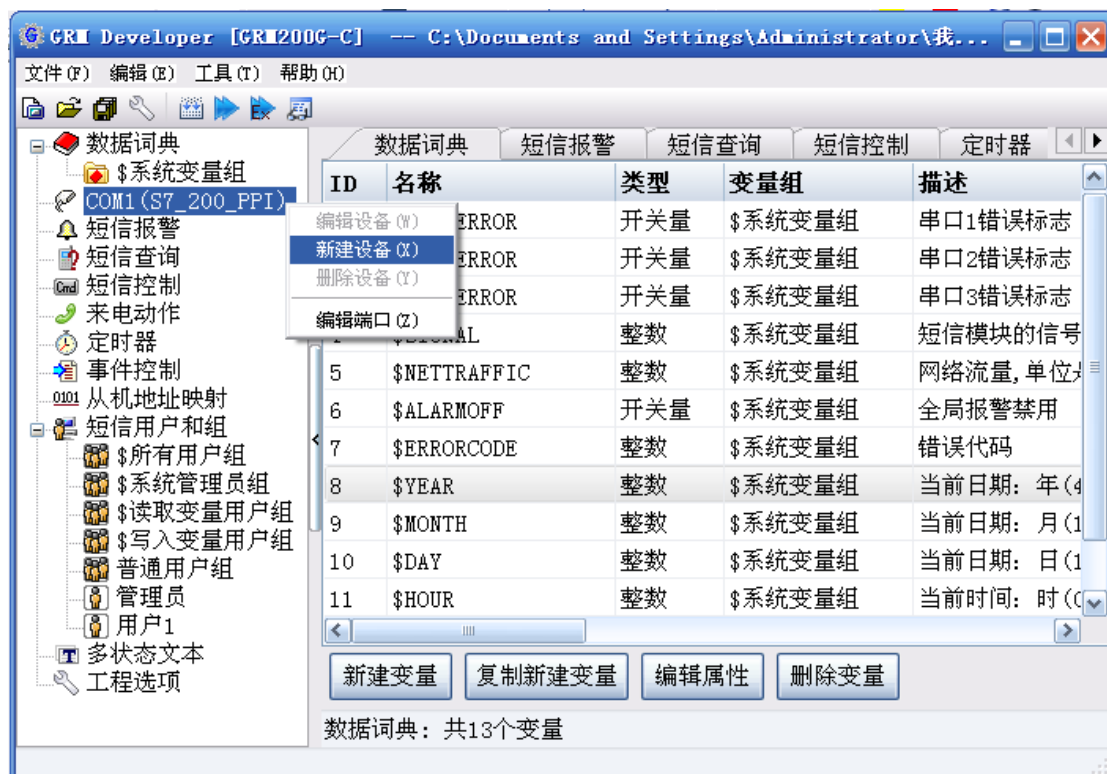 GRM Developer [GRM200G-C] -- C:\Documents and Settings\Administrator\我...
文件(F) 编辑(E) 工具(T) 帮助(H)
数据词典
$系统变量组
COM1(S7_200_PPI)
短信报警
短信查询
短信控制
来电动作
定时器
事件控制
从机地址映射
短信用户和组
$所有用户组
$系统管理员组
$读取变量用户组
$写入变量用户组
普通用户组
管理员
用户1
多状态文本
工程选项
编辑设备(W)
新建设备(X)
删除设备(Y)
编辑端口(Z)
数据词典 短信报警 短信查询 短信控制 定时器
ID 名称 类型 变量组 描述
ERROR 开关量 $系统变量组 串口1错误标志
ERROR 开关量 $系统变量组 串口2错误标志
ERROR 开关量 $系统变量组 串口3错误标志
整数 $系统变量组 短信模块的信号
5 $NETTRAFFIC 整数 $系统变量组 网络流量,单位
6 $ALARMOFF 开关量 $系统变量组 全局报警禁用
7 $ERRORCODE 整数 $系统变量组 错误代码
8 $YEAR 整数 $系统变量组 当前日期: 年(4
9 $MONTH 整数 $系统变量组 当前日期: 月(1
10 $DAY 整数 $系统变量组 当前日期: 日(1
11 $HOUR 整数 $系统变量组 当前时间: 时(0
新建变量 复制新建变量 编辑属性 删除变量
数据词典: 共13个变量